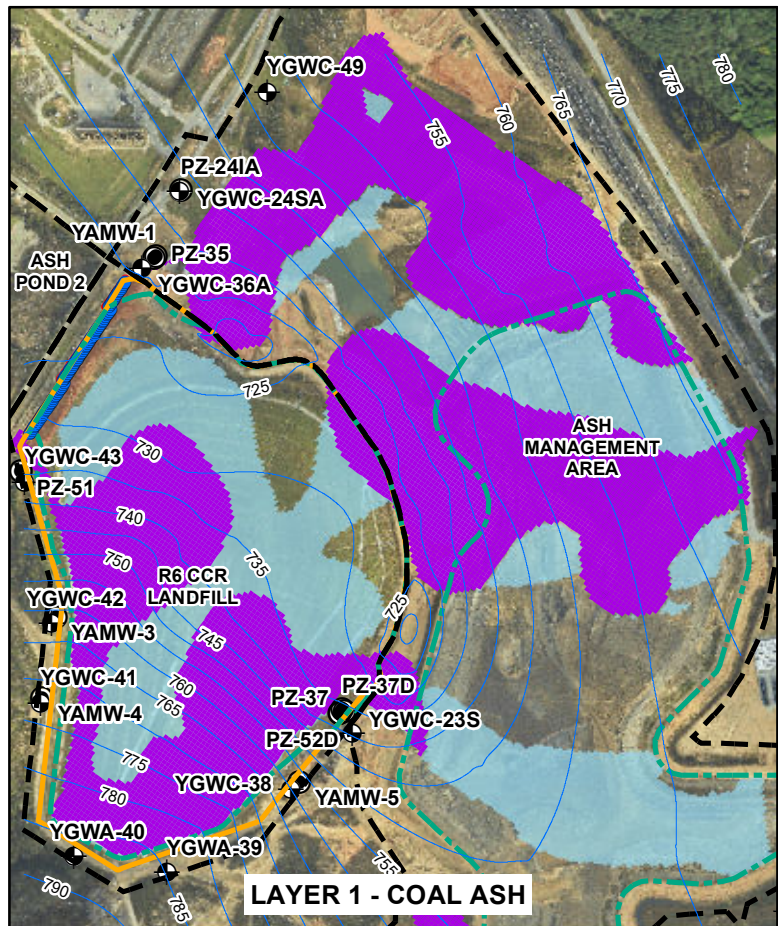 YGWC-49
780
775
770
765
760
755
PZ-24IA
YGWC-24SA
YAMW-1
PZ-35
ASH
POND 2
YGWC-36A
725
730
ASH
MANAGEMENT
AREA
YGWC-43
PZ-51
740
735
750
R6 CCR
LANDFILL
YGWC-42
725
YAMW-3
745
YGWC-41
760
PZ-37D
PZ-37
765
YAMW-4
YGWC-23S
PZ-52D
775
YGWC-38
780
YAMW-5
YGWA-40
YGWA-39
755
790
785
LAYER 1 - COAL ASH